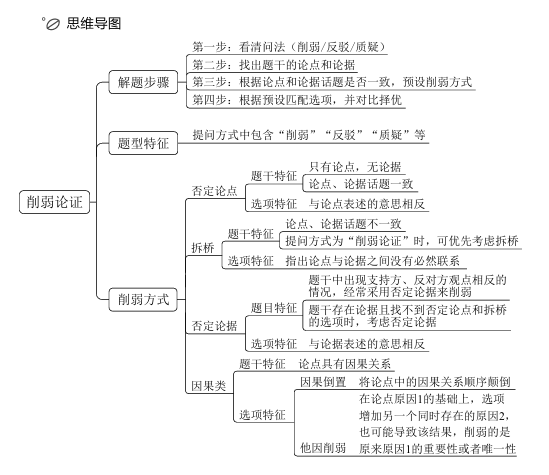 思维导图
第一步：看清问法（削弱/反驳/质疑）
第二步：找出题干的论点和论据
解题步骤
第三步：根据论点和论据话题是否一致，预设削弱方式
第四步：根据预设匹配选项，并对比择优
题型特征
提问方式中包含“削弱”“反驳”“质疑”等
削弱论证
削弱方式
否定论点
题干特征
只有论点，无论据
论点、论据话题一致
选项特征 与论点表述的意思相反
拆桥
题干特征
论点、论据话题不一致
提问方式为“削弱论证”时，可优先考虑拆桥
选项特征 指出论点与论据之间没有必然联系
否定论据
题目特征
题干中出现支持方、反对方观点相反的
情况，经常采用否定论据来削弱
题干存在论据且找不到否定论点和拆桥
的选项时，考虑否定论据
选项特征 与论据表述的意思相反
因果类
题干特征 论点具有因果关系
选项特征
因果倒置 将论点中的因果关系顺序颠倒
在论点原因1的基础上，选项
增加另一个同时存在的原因2，
也可能导致该结果，削弱的是
他因削弱 原来原因1的重要性或者唯一性